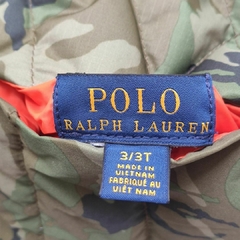 POLO
RALPH LAUREN
3/3T
MADE IN
VIETNAM
FABRIQUÉ AU
VIÊT NAM